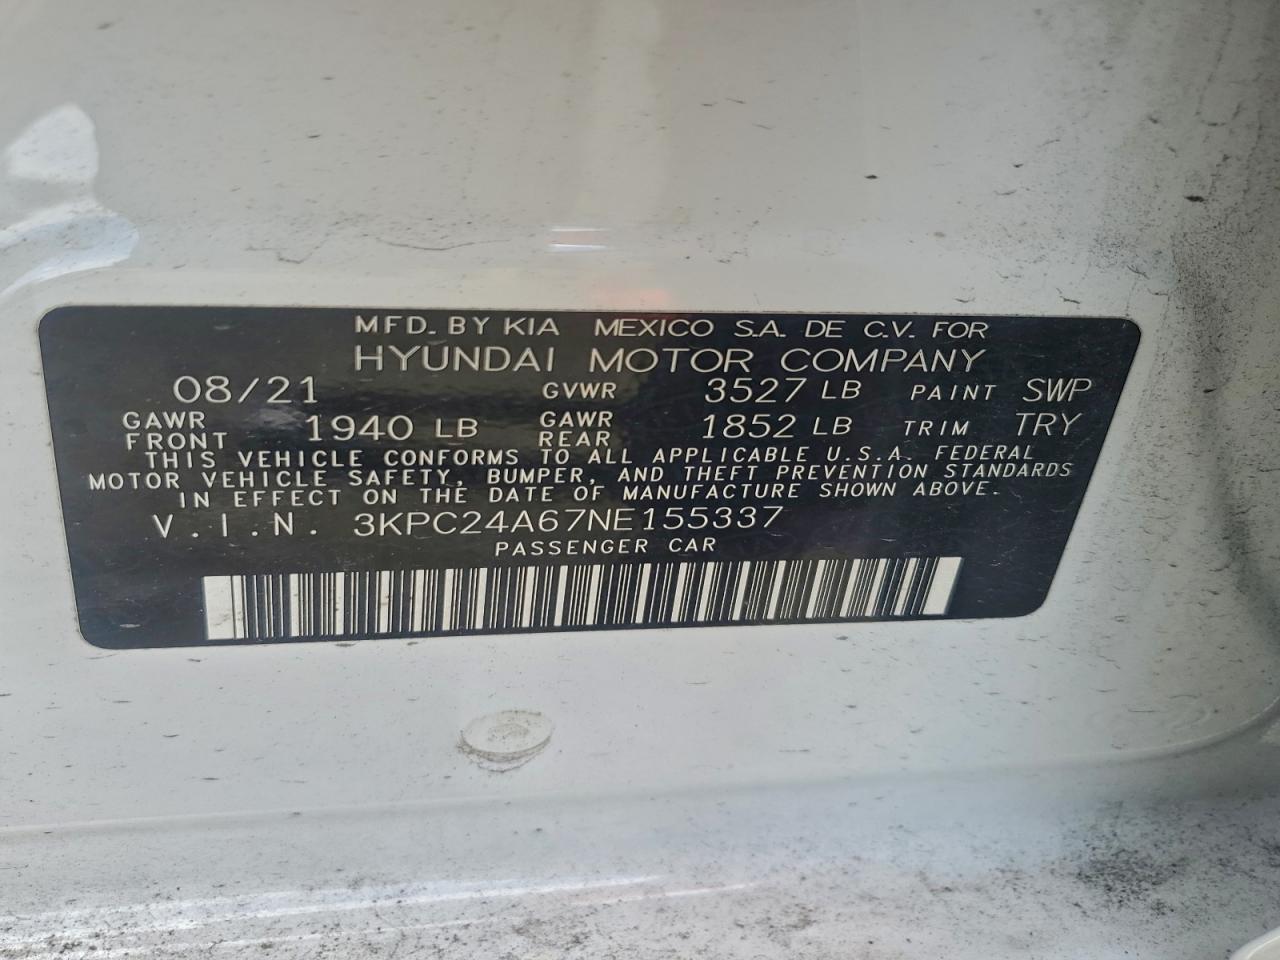 MFD. BY KIA MEXICO S.A. DE C.V. FOR
HYUNDAI MOTOR COMPANY
08/21 GVWR 3527 LB PAINT SWP
GAWR FRONT 1940 LB GAWR REAR 1852 LB TRIM TRY
THIS VEHICLE CONFORMS TO ALL APPLICABLE U.S.A. FEDERAL
MOTOR VEHICLE SAFETY, BUMPER, AND THEFT PREVENTION STANDARDS
IN EFFECT ON THE DATE OF MANUFACTURE SHOWN ABOVE.
V.I.N. 3KPC24A67NE155337
PASSENGER CAR